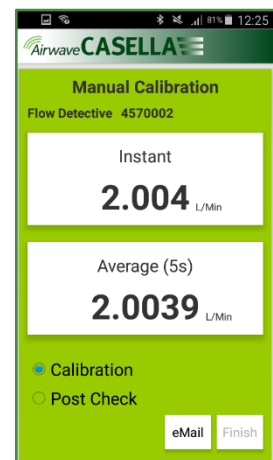 81% 12:25
Airwave CASELLA
Manual Calibration
Flow Detective 4570002
Instant
2.004 L/Min
Average (5s)
2.0039 L/Min
Calibration
Post Check
eMail Finish